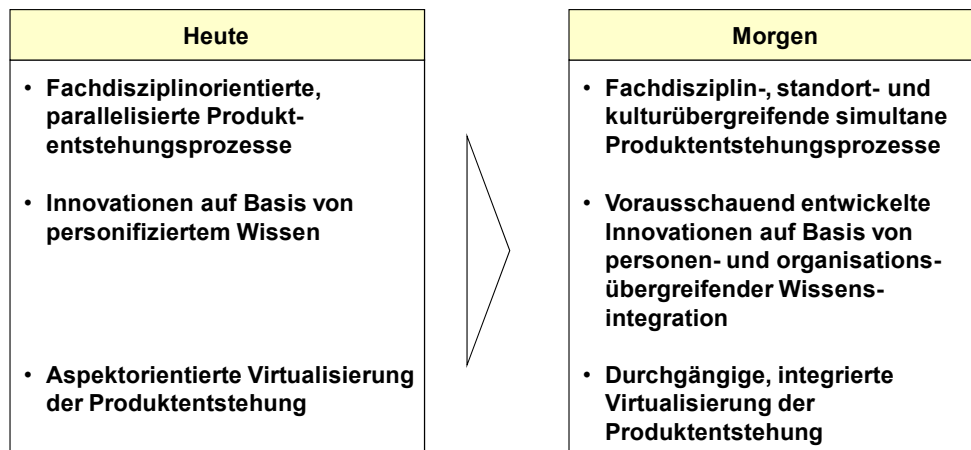 Heute
• Fachdisziplinorientierte,
parallelisierte Produkt-
entstehungsprozesse
• Innovationen auf Basis von
personifiziertem Wissen
• Aspektorientierte Virtualisierung
der Produktentstehung
Morgen
• Fachdisziplin-, standort- und
kulturübergreifende simultane
Produktentstehungsprozesse
• Vorausschauend entwickelte
Innovationen auf Basis von
personen- und organisations-
übergreifender Wissens-
integration
• Durchgängige, integrierte
Virtualisierung der
Produktentstehung